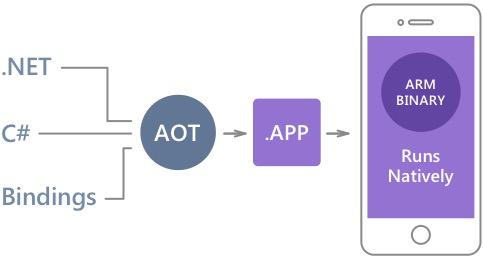 .NET
C#
Bindings
AOT
.APP
ARM
BINARY
Runs
Natively